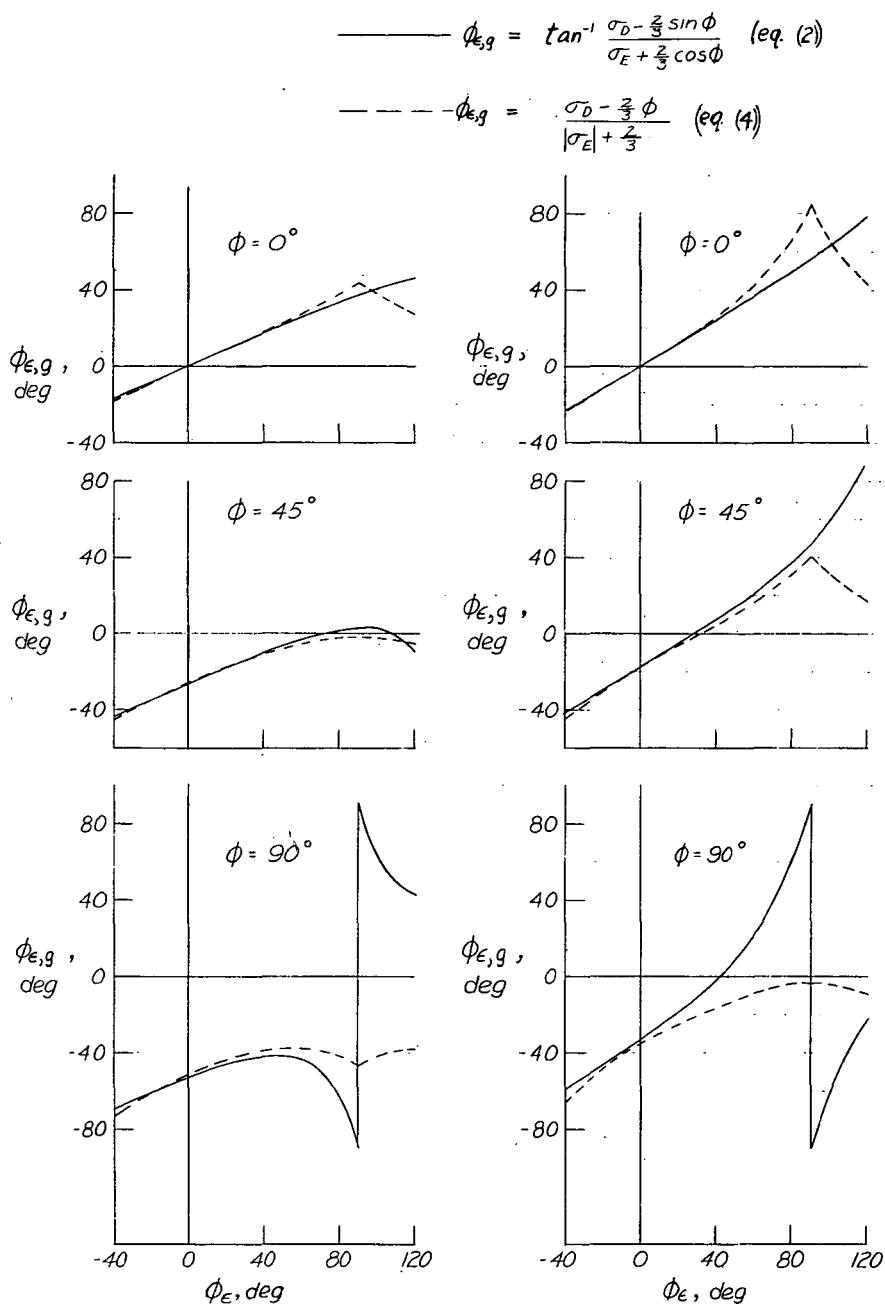 ——— ϕε,g = tan⁻¹ (σD − 2/3 sin ϕ)/(σE + 2/3 cos ϕ) (eq. (2))
— — — ϕε,g = (σD − 2/3 ϕ)/(|σE| + 2/3) (eq. (4))
80
40
0
-40
ϕε,g, deg
ϕ = 0°
80
40
0
-40
ϕε,g, deg
ϕ = 0°
80
40
0
-40
ϕε,g, deg
ϕ = 45°
80
40
0
-40
ϕε,g, deg
ϕ = 45°
80
40
0
-40
-80
ϕε,g, deg
ϕ = 90°
-40 0 40 80 120
ϕε, deg
80
40
0
-40
-80
ϕε,g, deg
ϕ = 90°
-40 0 40 80 120
ϕε, deg